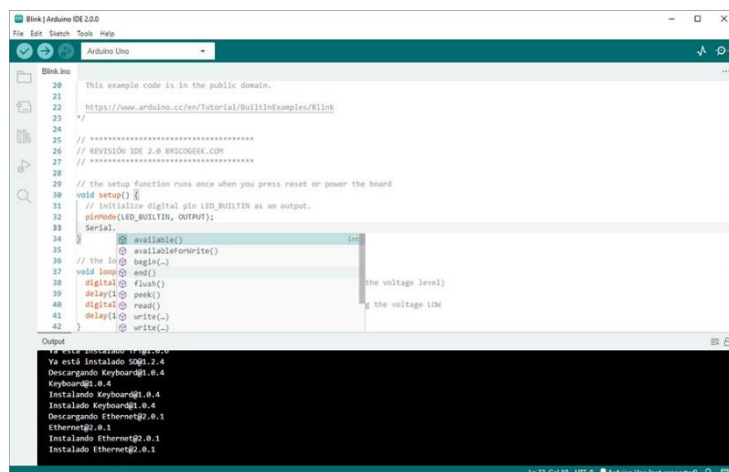 Blink | Arduino IDE 2.0.0
File Edit Sketch Tools Help
Arduino Uno
Blink.ino
20 This example code is in the public domain.
21
22 https://www.arduino.cc/en/Tutorial/BuiltInExamples/Blink
23 */
24
25 // *************************************
26 // REVISIÓN IDE 2.0 BRICOGEEK.COM
27 // *************************************
28
29 // the setup function runs once when you press reset or power the board
30 void setup() {
31 // initialize digital pin LED_BUILTIN as an output.
32 pinMode(LED_BUILTIN, OUTPUT);
33 Serial.
34 } available() int
35 availableForWrite()
36 // the lo begin(…)
37 void loop end()
38 digital flush() the voltage level)
39 delay(1 peek()
40 digital read() g the voltage LOW
41 delay(1 write(…)
42 } write(…)
Output
Ya está instalado TFT@1.0.6
Ya está instalado SD@1.2.4
Descargando Keyboard@1.0.4
Keyboard@1.0.4
Instalando Keyboard@1.0.4
Instalado Keyboard@1.0.4
Descargando Ethernet@2.0.1
Ethernet@2.0.1
Instalando Ethernet@2.0.1
Instalado Ethernet@2.0.1